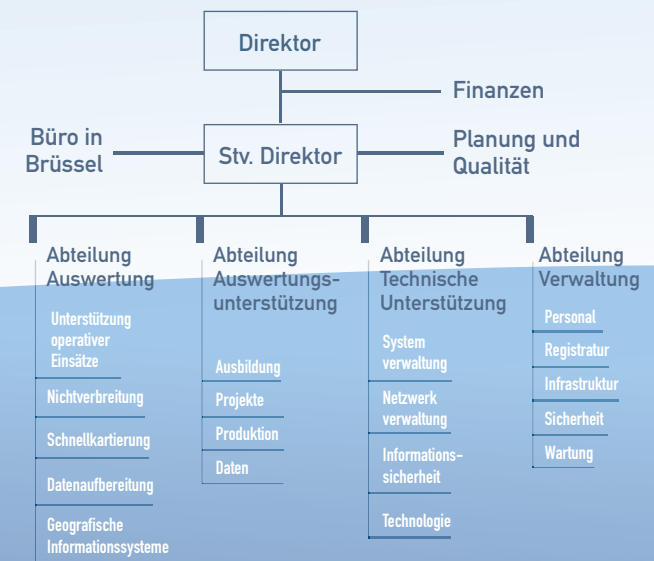 Direktor
Finanzen
Büro in
Brüssel
Stv. Direktor
Planung und
Qualität
Abteilung
Auswertung
Unterstützung
operativer
Einsätze
Nichtverbreitung
Schnellkartierung
Datenaufbereitung
Geografische
Informationssysteme
Abteilung
Auswertungs-
unterstützung
Ausbildung
Projekte
Produktion
Daten
Abteilung
Technische
Unterstützung
System
verwaltung
Netzwerk
verwaltung
Informations-
sicherheit
Technologie
Abteilung
Verwaltung
Personal
Registratur
Infrastruktur
Sicherheit
Wartung